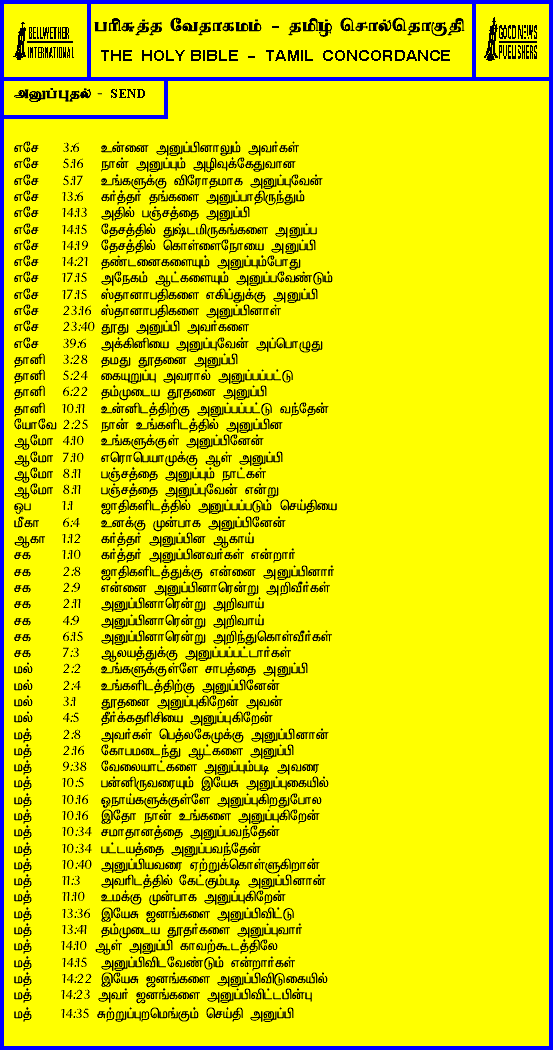 BELLWETHER
INTERNATIONAL
பரிசுத்த வேதாகமம் - தமிழ் சொல்தொகுதி
THE HOLY BIBLE - TAMIL CONCORDANCE
GOOD NEWS
PUBLISHERS
அனுப்புதல் - SEND
எசே 3:6 உன்னை அனுப்பினாலும் அவர்கள்
எசே 5:16 நான் அனுப்பும் அழிவுக்கேதுவான
எசே 5:17 உங்களுக்கு விரோதமாக அனுப்புவேன்
எசே 13:6 கர்த்தர் தங்களை அனுப்பாதிருந்தும்
எசே 14:13 அதில் பஞ்சத்தை அனுப்பி
எசே 14:15 தேசத்தில் துஷ்டமிருகங்களை அனுப்ப
எசே 14:19 தேசத்தில் கொள்ளைநோயை அனுப்பி
எசே 14:21 தண்டனைகளையும் அனுப்பும்போது
எசே 17:15 அநேகம் ஆட்களையும் அனுப்பவேண்டும்
எசே 17:15 ஸ்தானாபதிகளை எகிப்துக்கு அனுப்பி
எசே 23:16 ஸ்தானாபதிகளை அனுப்பினாள்
எசே 23:40 தூது அனுப்பி அவர்களை
எசே 39:6 அக்கினியை அனுப்புவேன் அப்பொழுது
தானி 3:28 தமது தூதனை அனுப்பி
தானி 5:24 கையுறுப்பு அவரால் அனுப்பப்பட்டு
தானி 6:22 தம்முடைய தூதனை அனுப்பி
தானி 10:11 உன்னிடத்திற்கு அனுப்பப்பட்டு வந்தேன்
யோவே 2:25 நான் உங்களிடத்தில் அனுப்பின
ஆமோ 4:10 உங்களுக்குள் அனுப்பினேன்
ஆமோ 7:10 எரொபெயாமுக்கு ஆள் அனுப்பி
ஆமோ 8:11 பஞ்சத்தை அனுப்பும் நாட்கள்
ஆமோ 8:11 பஞ்சத்தை அனுப்புவேன் என்று
ஒப 1:1 ஜாதிகளிடத்தில் அனுப்பப்படும் செய்தியை
மீகா 6:4 உனக்கு முன்பாக அனுப்பினேன்
ஆகா 1:12 கர்த்தர் அனுப்பின ஆகாய்
சக 1:10 கர்த்தர் அனுப்பினவர்கள் என்றார்
சக 2:8 ஜாதிகளிடத்துக்கு என்னை அனுப்பினார்
சக 2:9 என்னை அனுப்பினாரென்று அறிவீர்கள்
சக 2:11 அனுப்பினாரென்று அறிவாய்
சக 4:9 அனுப்பினாரென்று அறிவாய்
சக 6:15 அனுப்பினாரென்று அறிந்துகொள்வீர்கள்
சக 7:3 ஆலயத்துக்கு அனுப்பப்பட்டார்கள்
மல் 2:2 உங்களுக்குள்ளே சாபத்தை அனுப்பி
மல் 2:4 உங்களிடத்திற்கு அனுப்பினேன்
மல் 3:1 தூதனை அனுப்புகிறேன் அவன்
மல் 4:5 தீர்க்கதரிசியை அனுப்புகிறேன்
மத் 2:8 அவர்கள் பெத்லகேமுக்கு அனுப்பினான்
மத் 2:16 கோபமடைந்து ஆட்களை அனுப்பி
மத் 9:38 வேலையாட்களை அனுப்பும்படி அவரை
மத் 10:5 பன்னிருவரையும் இயேசு அனுப்புகையில்
மத் 10:16 ஓநாய்களுக்குள்ளே அனுப்புகிறதுபோல
மத் 10:16 இதோ நான் உங்களை அனுப்புகிறேன்
மத் 10:34 சமாதானத்தை அனுப்பவந்தேன்
மத் 10:34 பட்டயத்தை அனுப்பவந்தேன்
மத் 10:40 அனுப்பியவரை ஏற்றுக்கொள்ளுகிறான்
மத் 11:3 அவரிடத்தில் கேட்கும்படி அனுப்பினான்
மத் 11:10 உமக்கு முன்பாக அனுப்புகிறேன்
மத் 13:36 இயேசு ஜனங்களை அனுப்பிவிட்டு
மத் 13:41 தம்முடைய தூதர்களை அனுப்புவார்
மத் 14:10 ஆள் அனுப்பி காவற்கூடத்திலே
மத் 14:15 அனுப்பிவிடவேண்டும் என்றார்கள்
மத் 14:22 இயேசு ஜனங்களை அனுப்பிவிடுகையில்
மத் 14:23 அவர் ஜனங்களை அனுப்பிவிட்டபின்பு
மத் 14:35 சுற்றுப்புறமெங்கும் செய்தி அனுப்பி